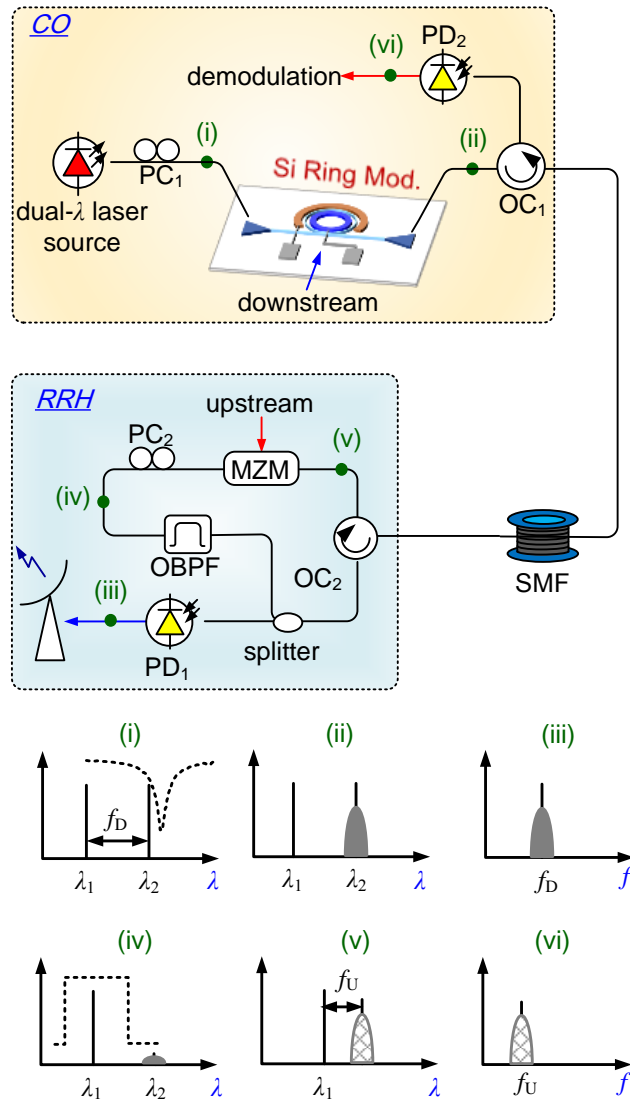 CO
(vi)
PD2
demodulation
(i)
(ii)
PC1
Si Ring Mod.
OC1
dual-λ laser
source
downstream
RRH
upstream
PC2
(v)
MZM
(iv)
OBPF
OC2
SMF
(iii)
splitter
PD1
(i)
(ii)
(iii)
fD
λ1
λ2
λ
λ1
λ2
λ
fD
f
(iv)
(v)
(vi)
fU
λ1
λ2
λ
λ1
λ
fU
f